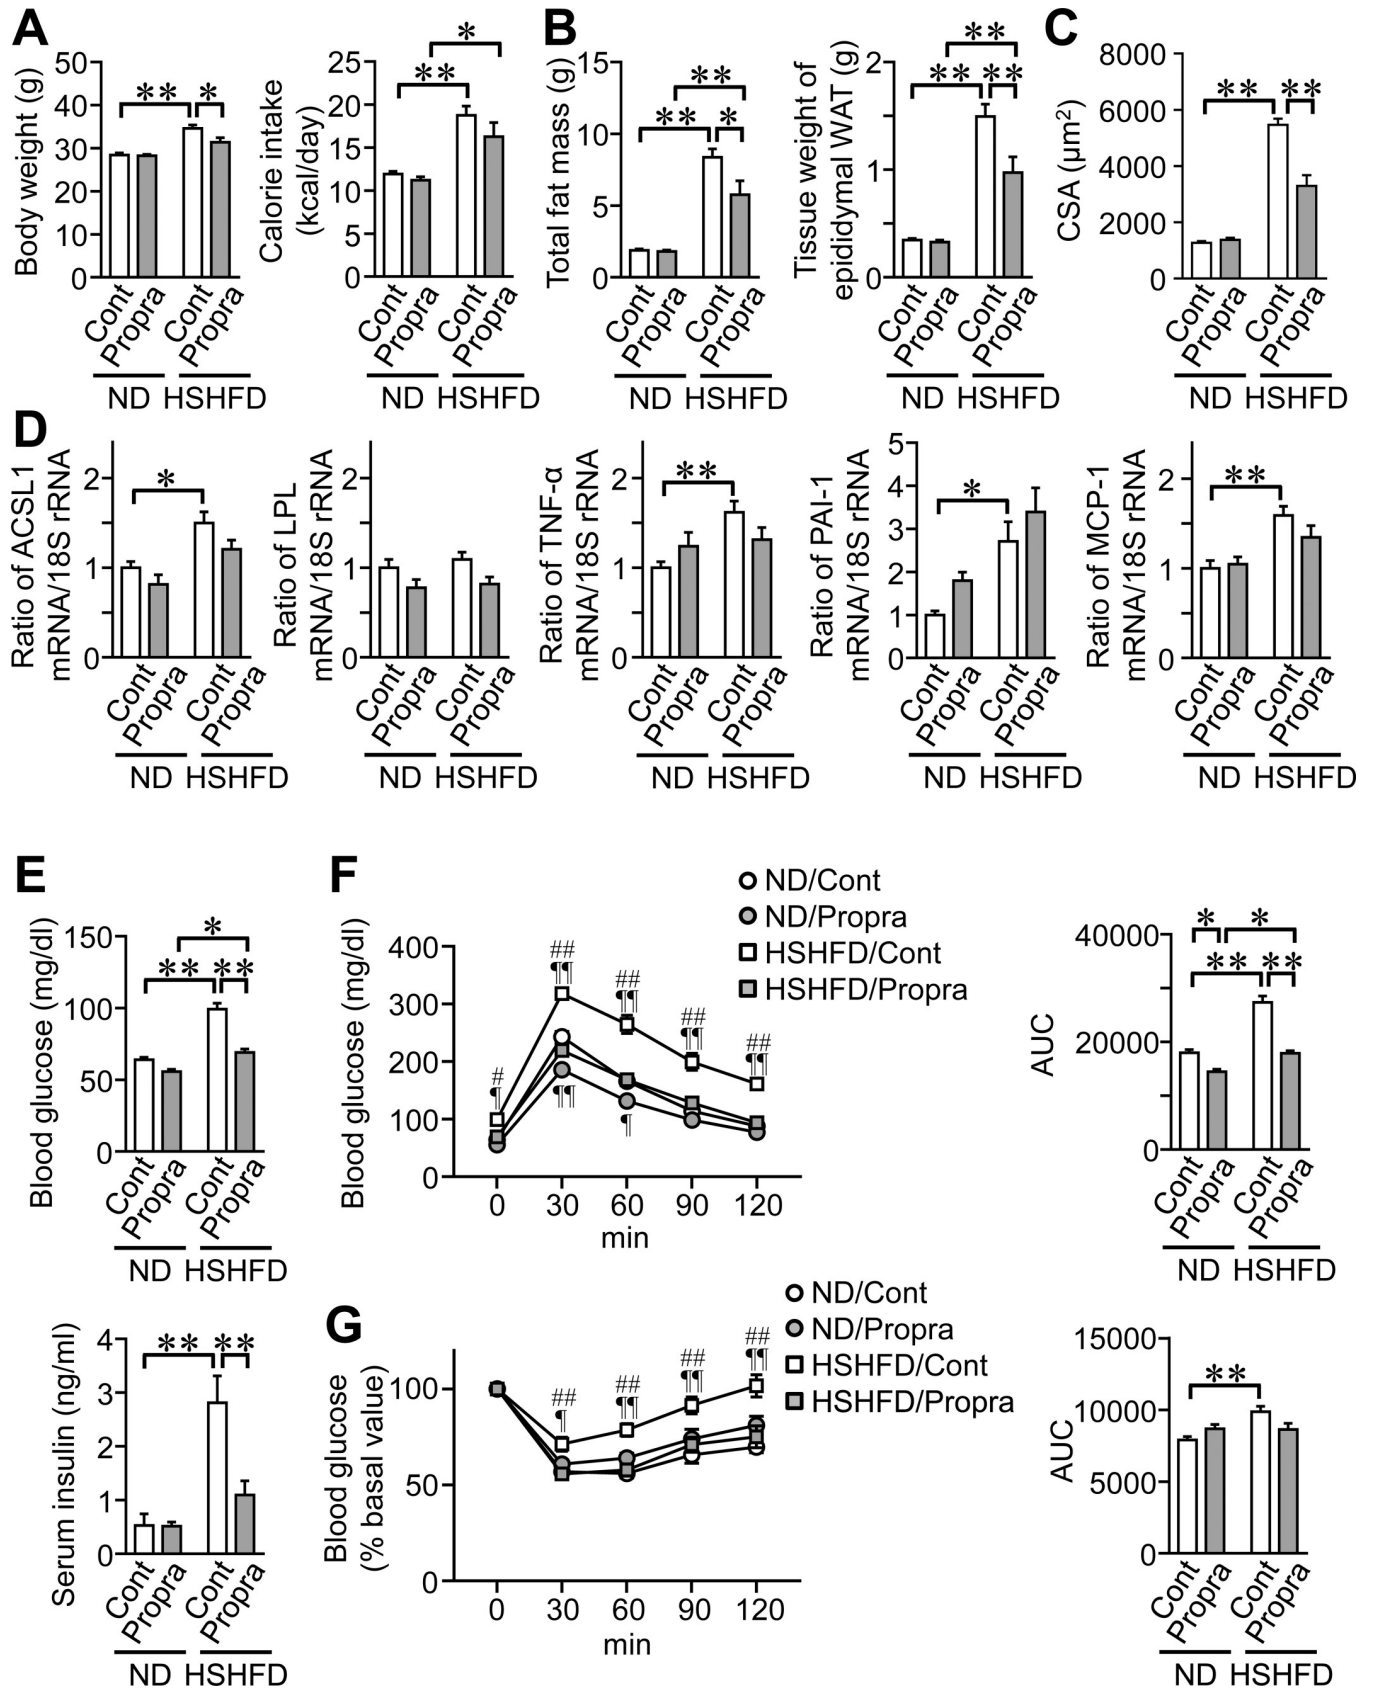 A
Body weight (g)
50
40
30
20
10
0
**
*
Cont
Propra
Cont
Propra
ND
HSHFD
Calorie intake
(kcal/day)
25
20
15
10
5
0
**
*
Cont
Propra
Cont
Propra
ND
HSHFD
B
Total fat mass (g)
15
10
5
0
**
**
*
Cont
Propra
Cont
Propra
ND
HSHFD
Tissue weight of
epididymal WAT (g)
2
1
0
**
**
**
Cont
Propra
Cont
Propra
ND
HSHFD
C
CSA (μm²)
8000
6000
4000
2000
0
**
**
Cont
Propra
Cont
Propra
ND
HSHFD
D
Ratio of ACSL1
mRNA/18S rRNA
2
1
0
*
Cont
Propra
Cont
Propra
ND
HSHFD
Ratio of LPL
mRNA/18S rRNA
2
1
0
Cont
Propra
Cont
Propra
ND
HSHFD
Ratio of TNF-α
mRNA/18S rRNA
2
1
0
**
Cont
Propra
Cont
Propra
ND
HSHFD
Ratio of PAI-1
mRNA/18S rRNA
5
4
3
2
1
0
*
Cont
Propra
Cont
Propra
ND
HSHFD
Ratio of MCP-1
mRNA/18S rRNA
2
1
0
**
Cont
Propra
Cont
Propra
ND
HSHFD
E
Blood glucose (mg/dl)
150
100
50
0
*
**
**
Cont
Propra
Cont
Propra
ND
HSHFD
Serum insulin (ng/ml)
4
3
2
1
0
**
**
Cont
Propra
Cont
Propra
ND
HSHFD
F
ND/Cont
ND/Propra
HSHFD/Cont
HSHFD/Propra
Blood glucose (mg/dl)
400
300
200
100
0
#
¶
##
¶¶
¶¶
##
¶¶
¶
##
¶¶
##
¶¶
0
30
60
90
120
min
AUC
40000
20000
0
*
*
**
**
Cont
Propra
Cont
Propra
ND
HSHFD
G
ND/Cont
ND/Propra
HSHFD/Cont
HSHFD/Propra
Blood glucose
(% basal value)
100
50
0
##
¶
##
¶¶
##
¶¶
##
¶¶
0
30
60
90
120
min
AUC
15000
10000
5000
0
**
Cont
Propra
Cont
Propra
ND
HSHFD